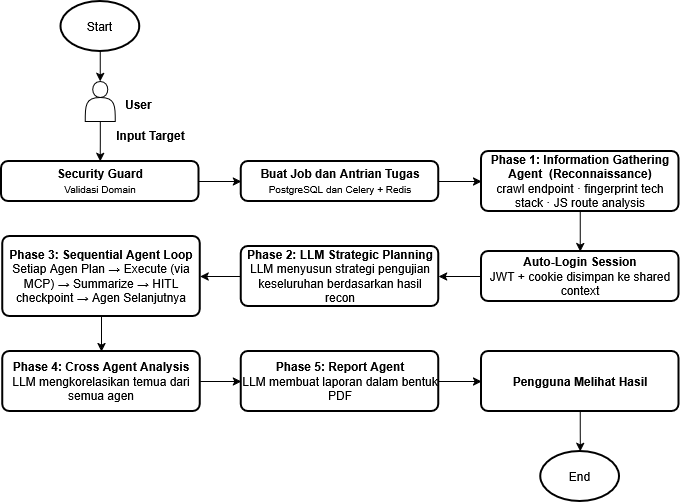 Start
User
Input Target
Security Guard
Validasi Domain
Buat Job dan Antrian Tugas
PostgreSQL dan Celery + Redis
Phase 1: Information Gathering
Agent (Reconnaissance)
crawl endpoint · fingerprint tech
stack · JS route analysis
Auto-Login Session
JWT + cookie disimpan ke shared
context
Phase 2: LLM Strategic Planning
LLM menyusun strategi pengujian
keseluruhan berdasarkan hasil
recon
Phase 3: Sequential Agent Loop
Setiap Agen Plan → Execute (via
MCP) → Summarize → HITL
checkpoint → Agen Selanjutnya
Phase 4: Cross Agent Analysis
LLM mengkorelasikan temua dari
semua agen
Phase 5: Report Agent
LLM membuat laporan dalam bentuk
PDF
Pengguna Melihat Hasil
End